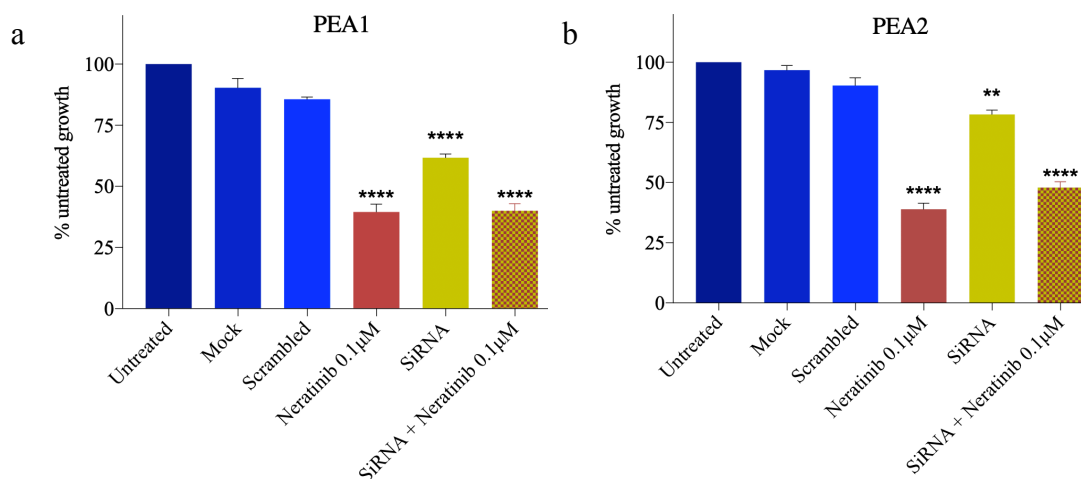 a
PEA1
% untreated growth
100
75
50
25
0
****
****
****
Untreated
Mock
Scrambled
Neratinib 0.1µM
SiRNA
SiRNA + Neratinib 0.1µM
b
PEA2
% untreated growth
100
75
50
25
0
****
**
****
Untreated
Mock
Scrambled
Neratinib 0.1µM
SiRNA
SiRNA + Neratinib 0.1µM